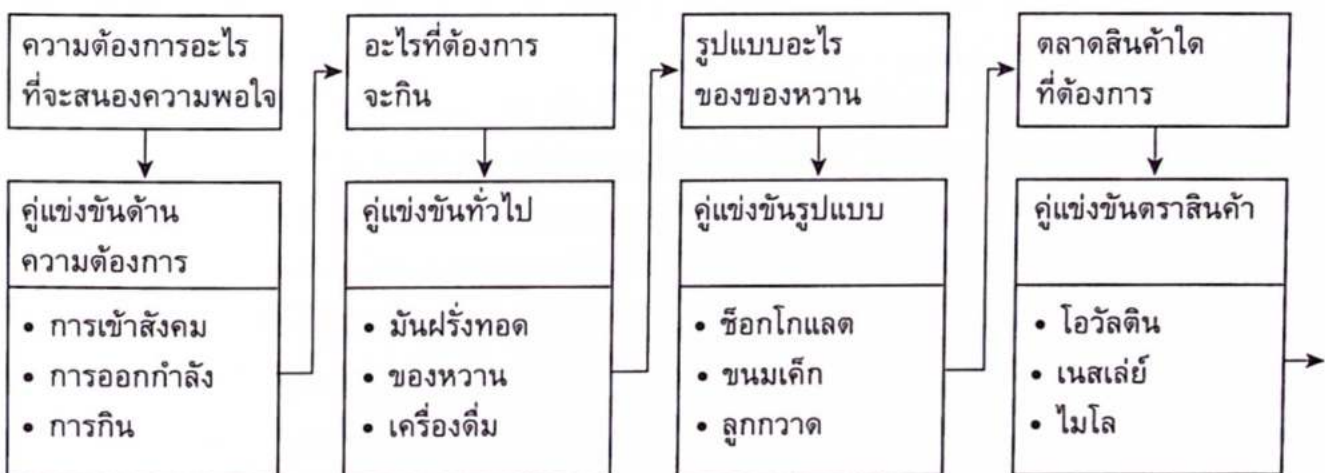 ความต้องการอะไร
ที่จะสนองความพอใจ
คู่แข่งขันด้าน
ความต้องการ
• การเข้าสังคม
• การออกกำลัง
• การกิน
อะไรที่ต้องการ
จะกิน
คู่แข่งขันทั่วไป
• มันฝรั่งทอด
• ของหวาน
• เครื่องดื่ม
รูปแบบอะไร
ของของหวาน
คู่แข่งขันรูปแบบ
• ช็อกโกแลต
• ขนมเค็ก
• ลูกกวาด
ตลาดสินค้าใด
ที่ต้องการ
คู่แข่งขันตราสินค้า
• โอวัลติน
• เนสเล่ย์
• ไมโล